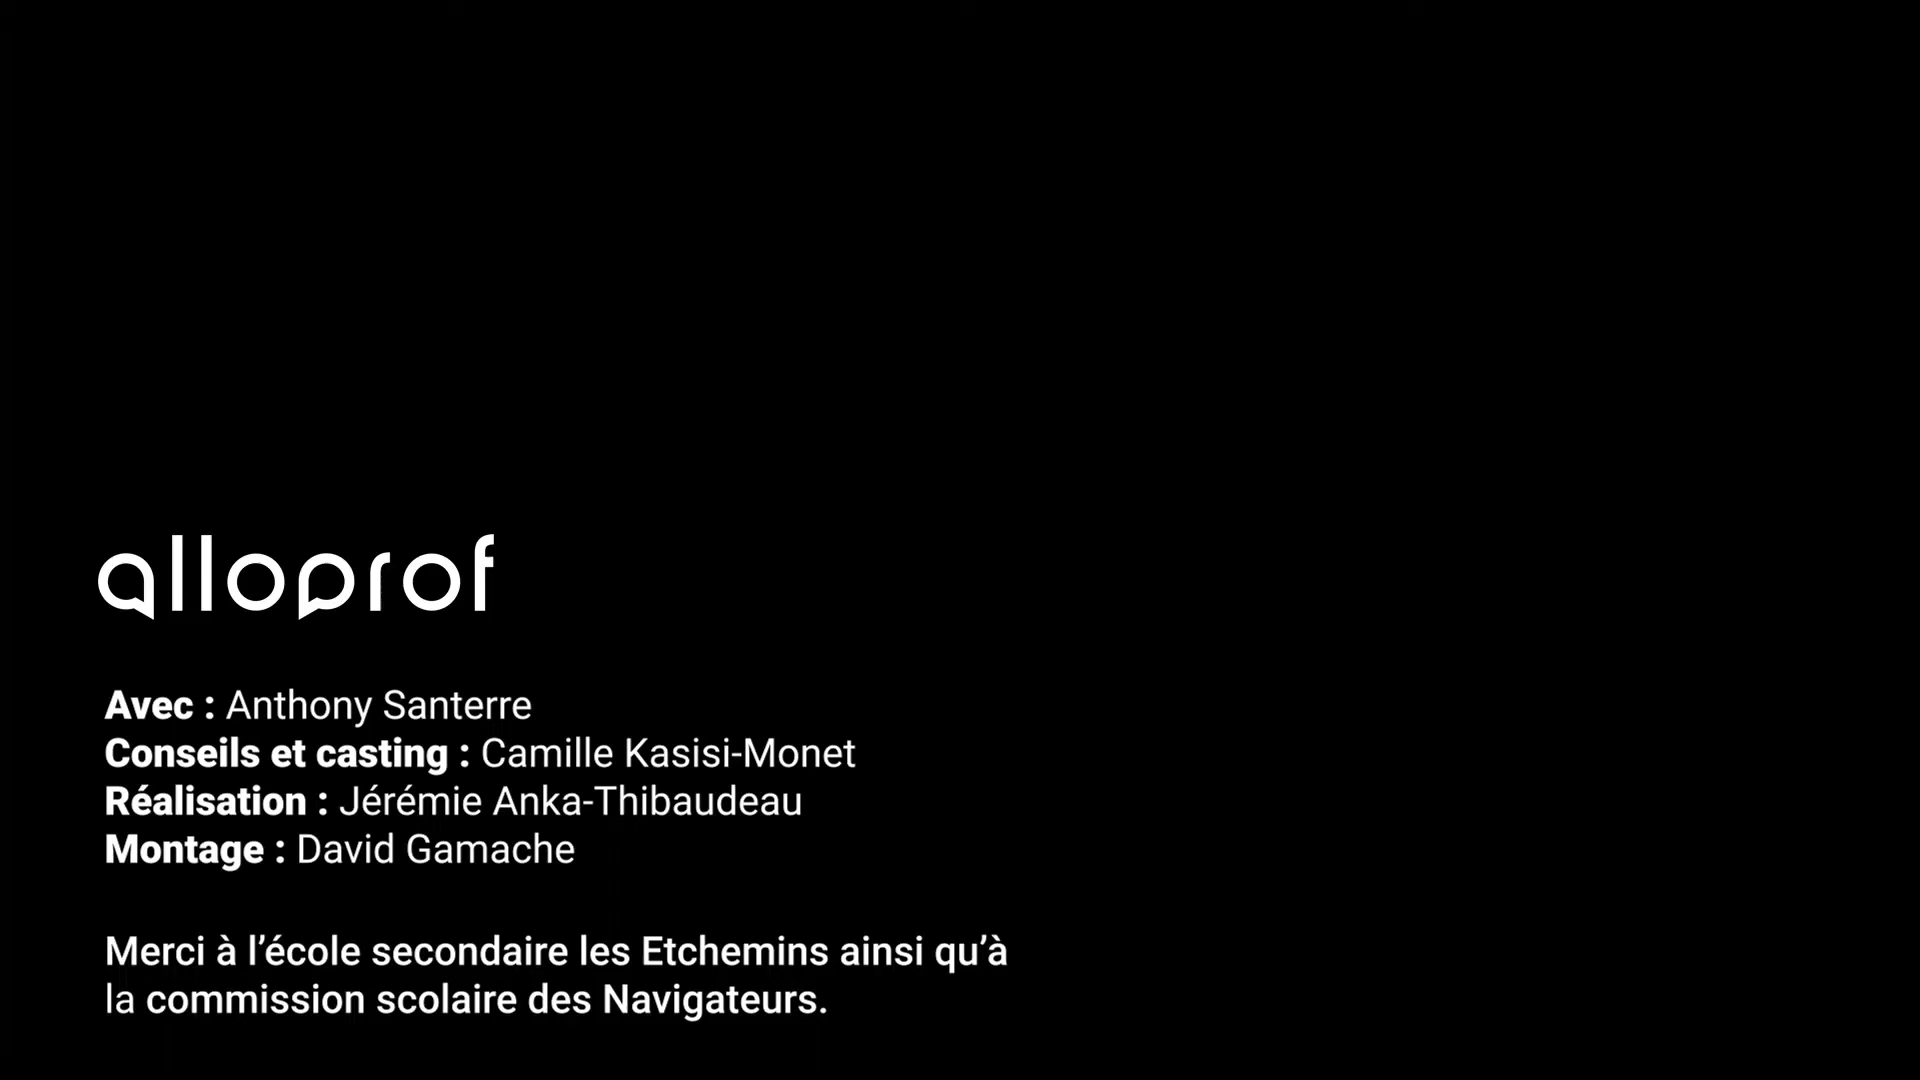 alloprof
Avec : Anthony Santerre
Conseils et casting : Camille Kasisi-Monet
Réalisation : Jérémie Anka-Thibaudeau
Montage : David Gamache
Merci à l’école secondaire les Etchemins ainsi qu’à
la commission scolaire des Navigateurs.